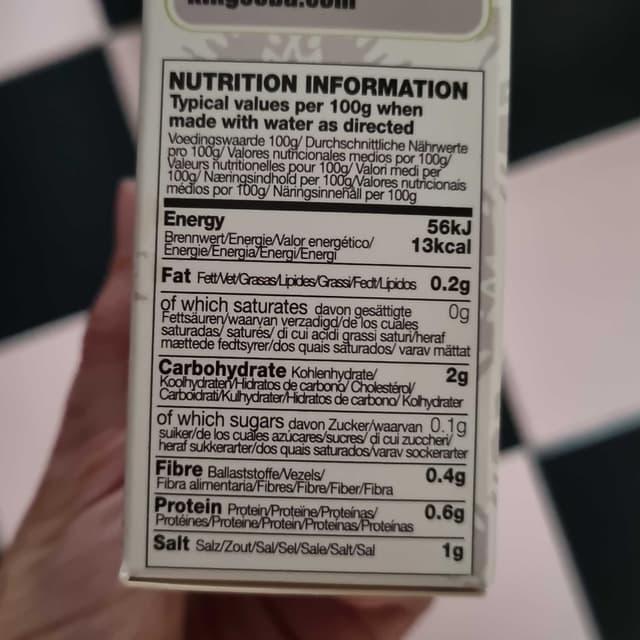 NUTRITION INFORMATION
Typical values per 100g when
made with water as directed
Voedingswaarde 100g/ Durchschnittliche Nährwerte
pro 100g/ Valores nutricionales medios por 100g/
Valeurs nutritionelles pour 100g/ Valori medi per
100g/ Næringsindhold per 100g/Valores nutricionais
médios por 100g/ Näringsinnehåll per 100g
Energy 56kJ
Brennwert/Energie/Valor energético/ 13kcal
Énergie/Energia/Energi/Energi
Fat Fett/Vet/Grasas/Lipides/Grassi/Fedt/Lípidos 0.2g
of which saturates davon gesättigte 0g
Fettsäuren/waarvan verzadigd/de los cuales
saturadas/ saturés/ di cui acidi grassi saturi/heraf
mættede fedtsyrer/dos quais saturados/ varav mättat
Carbohydrate Kohlenhydrate/ 2g
Koolhydraten/Hidratos de carbono/ Cholestérol/
Carboidrati/Kulhydrater/Hidratos de carbono/ Kolhydrater
of which sugars davon Zucker/waarvan 0.1g
suiker/de los cuales azúcares/sucres/ di cui zuccheri/
heraf sukkerarter/dos quais saturados/varav sockerarter
Fibre Ballaststoffe/Vezels/ 0.4g
Fibra alimentaria/Fibres/Fibre/Fiber/Fibra
Protein Protein/Proteïne/Proteínas/ 0.6g
Protéines/Proteine/Protein/Proteínas/Proteínas
Salt Salz/Zout/Sal/Sel/Sale/Salt/Sal 1g